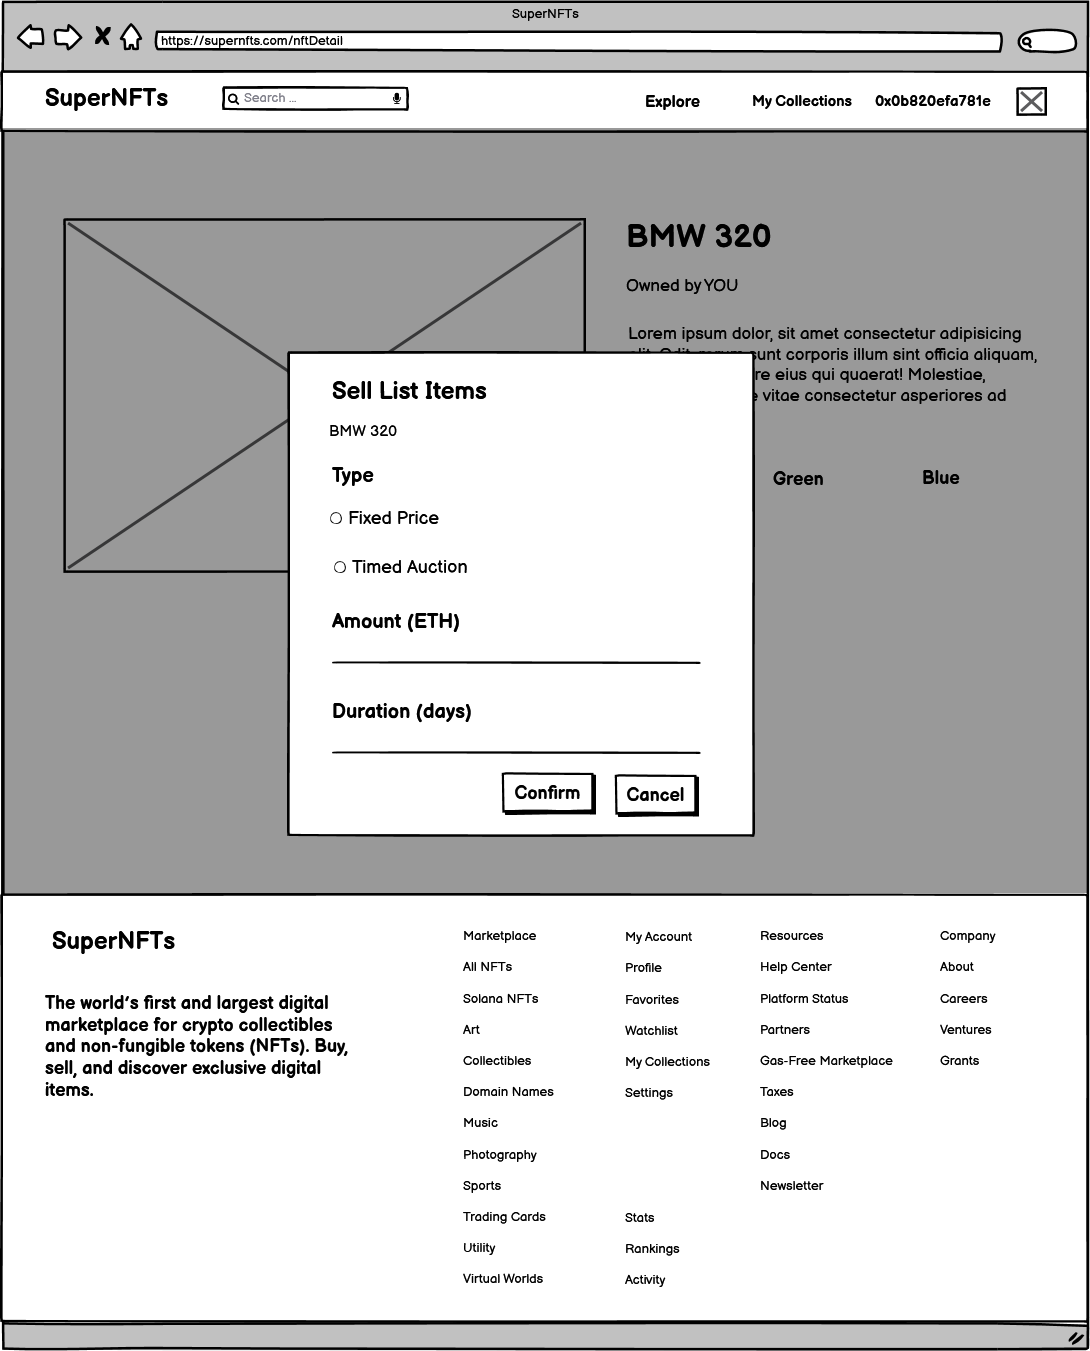 SuperNFTs
https://supernfts.com/nftDetail
SuperNFTs
Search ...
Explore
My Collections
0x0b820efa781e
BMW 320
Owned by YOU
Lorem ipsum dolor, sit amet consectetur adipisicing
sunt corporis illum sint officia aliquam,
eius qui quaerat! Molestiae,
vitae consectetur asperiores ad
Green
Blue
Sell List Items
BMW 320
Type
Fixed Price
Timed Auction
Amount (ETH)
Duration (days)
Confirm
Cancel
SuperNFTs
The world's first and largest digital
marketplace for crypto collectibles
and non-fungible tokens (NFTs). Buy,
sell, and discover exclusive digital
items.
Marketplace
All NFTs
Solana NFTs
Art
Collectibles
Domain Names
Music
Photography
Sports
Trading Cards
Utility
Virtual Worlds
My Account
Profile
Favorites
Watchlist
My Collections
Settings
Stats
Rankings
Activity
Resources
Help Center
Platform Status
Partners
Gas-Free Marketplace
Taxes
Blog
Docs
Newsletter
Company
About
Careers
Ventures
Grants